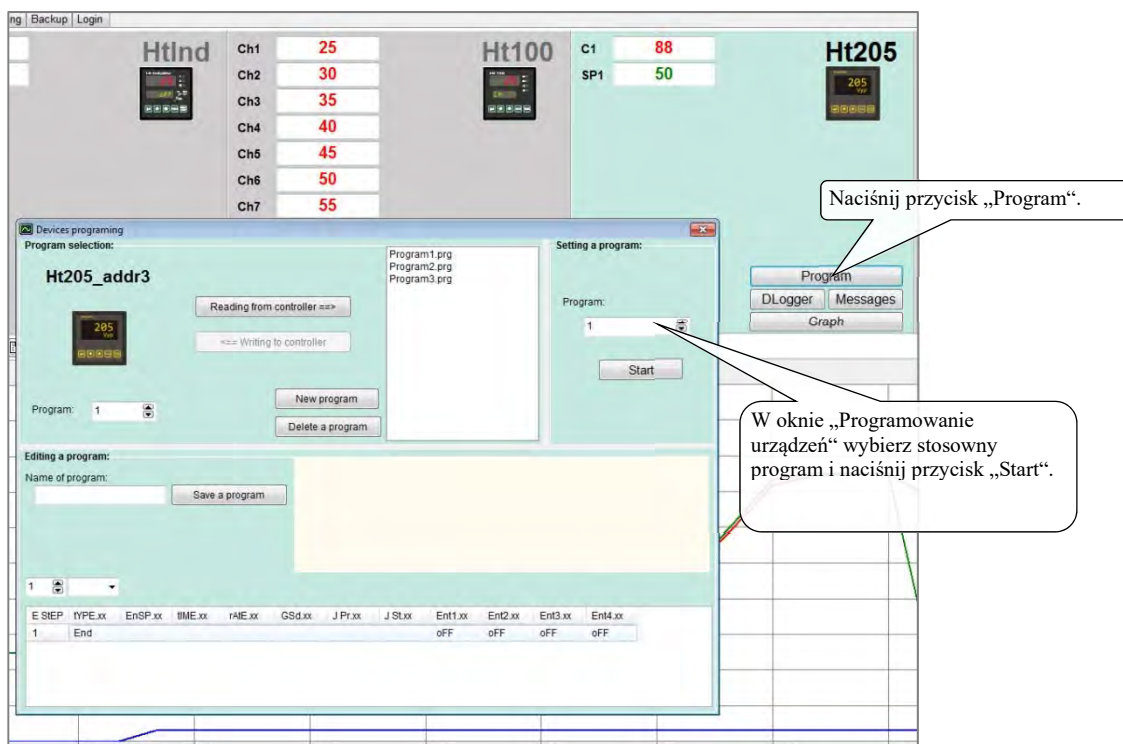 ng Backup Login
HtInd
Ch1 25
Ch2 30
Ch3 35
Ch4 40
Ch5 45
Ch6 50
Ch7 55
Ht100
C1 88
SP1 50
Ht205
205
Naciśnij przycisk „Program“.
Program
DLogger Messages
Graph
Devices programing
Program selection:
Ht205_addr3
205
Reading from controller ==>
<== Writing to controller
Program: 1
New program
Delete a program
Program1.prg
Program2.prg
Program3.prg
Setting a program:
Program:
1
Start
W oknie „Programowanie
urządzeń“ wybierz stosowny
program i naciśnij przycisk „Start“.
Editing a program:
Name of program:
Save a program
1
E StEP tYPE.xx EnSP.xx tIME.xx rAtE.xx GSd.xx J Pr.xx J St.xx Ent1.xx Ent2.xx Ent3.xx Ent4.xx
1 End oFF oFF oFF oFF